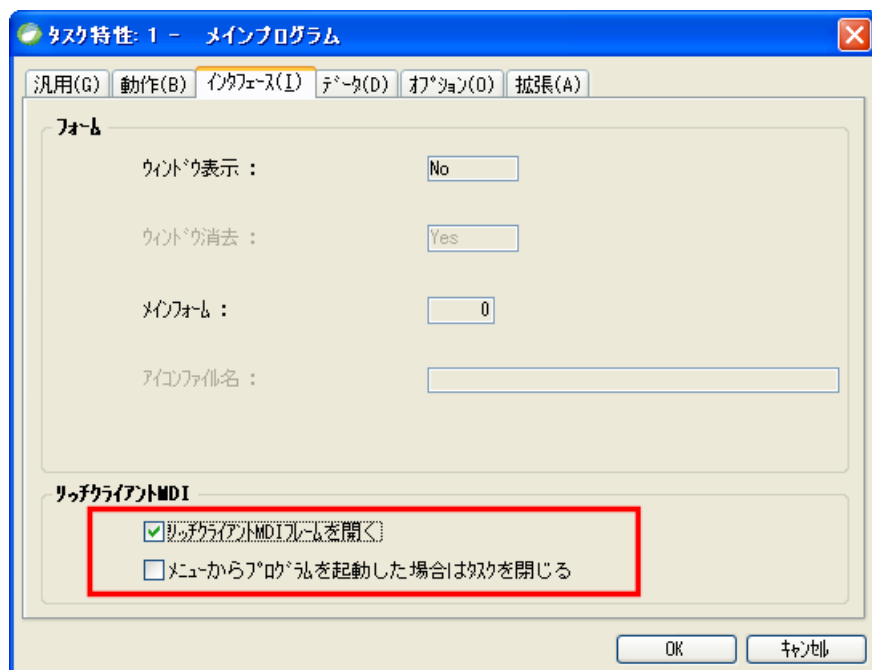 タスク特性: 1 - メインプログラム
汎用(G) 動作(B) インタフェース(I) データ(D) オプション(O) 拡張(A)
フォーム
ウィンドウ表示 : No
ウィンドウ消去 : Yes
メインフォーム : 0
アイコンファイル名 :
リッチクライアントMDI
リッチクライアントMDIフレームを開く
メニューからプログラムを起動した場合はタスクを閉じる
OK キャンセル